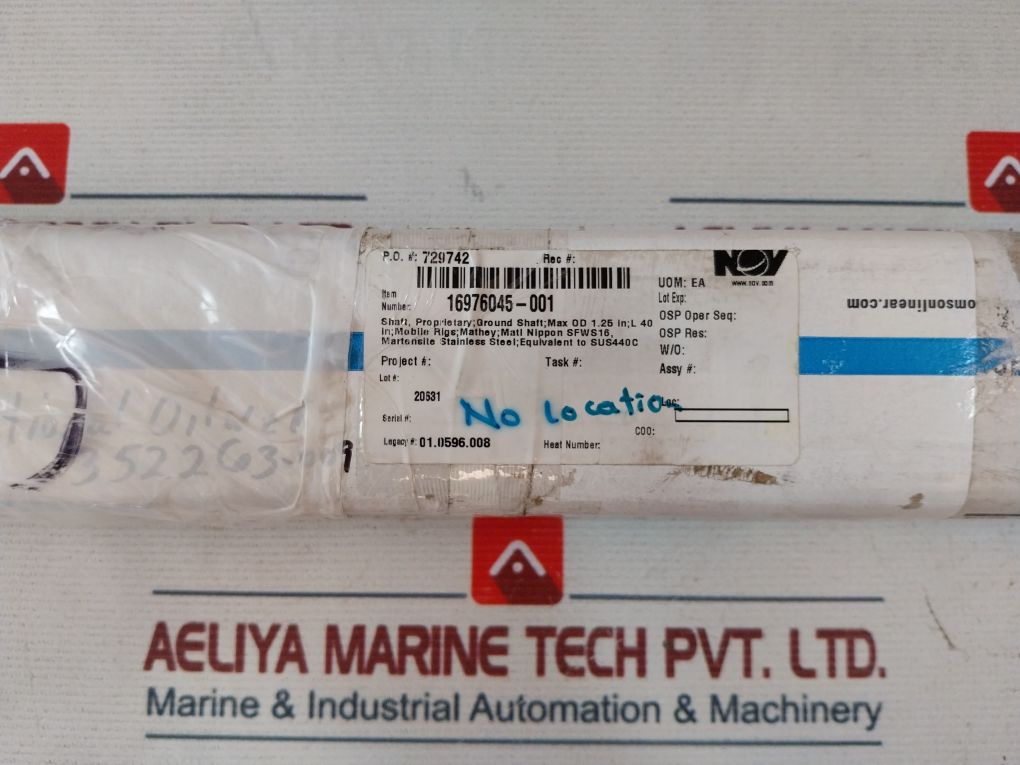 P.O. #: 729742 Rec #:
NOV
www.nov.com
Item
Number: 16976045-001
UOM: EA
Lot Exp:
OSP Oper Seq:
OSP Res:
W/O:
Assy #:
Shaft, Proprietary;Ground Shaft;Max OD 1.25 in;L 40
in;Mobile Rigs;Mathey;Matl Nippon SFWS16,
Martensite Stainless Steel;Equivalent to SUS440C
Project #: Task #:
Lot #:
20531
No Location
Loc:
COO:
Serial #:
Legacy #: 01.0596.008 Heat Number:
omsonlinear.com
AELIYA MARINE TECH PVT. LTD.
Marine & Industrial Automation & Machinery